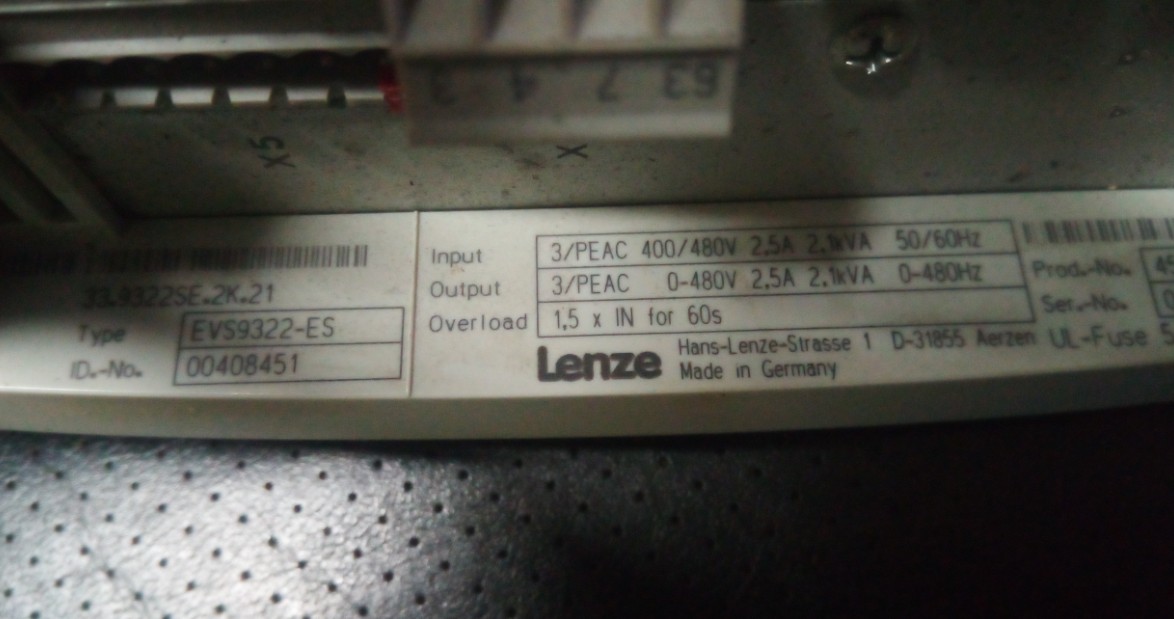 3 4 7 63
X5
X
33.9322SE.2K.21
Type EVS9322-ES
ID.-No. 00408451
Input 3/PEAC 400/480V 2.5A 2.1kVA 50/60Hz
Output 3/PEAC 0-480V 2.5A 2.1kVA 0-480Hz
Overload 1.5 x IN for 60s
Lenze Hans-Lenze-Strasse 1 D-31855 Aerzen
Made in Germany
Prod.-No.
Ser.-No.
UL-Fuse